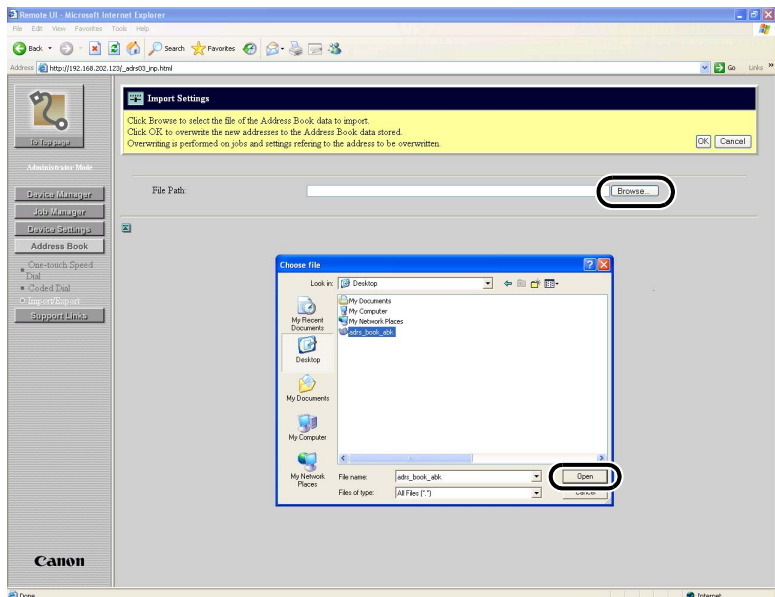 Remote UI - Microsoft Internet Explorer
File Edit View Favorites Tools Help
Back Search Favorites
Address http://192.168.202.123/_adrs03_inp.html Go Links »
Import Settings
Click Browse to select the file of the Address Book data to import.
Click OK to overwrite the new addresses to the Address Book data stored.
Overwriting is performed on jobs and settings refering to the address to be overwritten.
OK Cancel
To Top page
Administrator Mode
Device Manager
Job Manager
Device Settings
Address Book
One-touch Speed
Dial
Coded Dial
Import/Export
Support Links
File Path:
Browse...
Choose file
Look in: Desktop
My Recent
Documents
Desktop
My Documents
My Computer
My Network
Places
My Documents
My Computer
My Network Places
adrs_book_abk
File name: adrs_book_abk Open
Files of type: All Files (*.*) Cancel
Canon
Done Internet